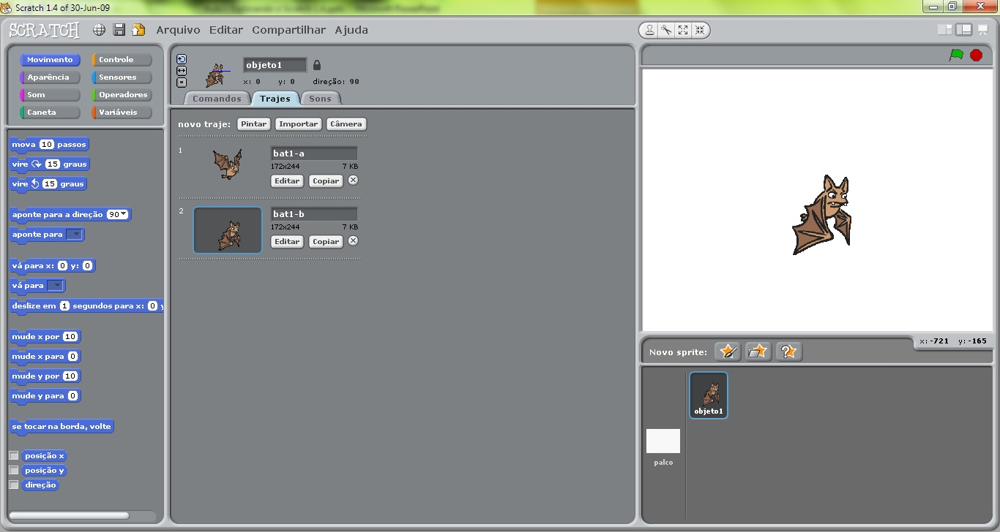 Scratch 1.4 of 30-Jun-09
SCRATCH Arquivo Editar Compartilhar Ajuda
Movimento Controle
Aparência Sensores
Som Operadores
Caneta Variáveis
mova 10 passos
vire 15 graus
vire 15 graus
aponte para a direção 90
aponte para
vá para x: 0 y: 0
vá para
deslize em 1 segundos para x: 0 y
mude x por 10
mude x para 0
mude y por 10
mude y para 0
se tocar na borda, volte
posição x
posição y
direção
objeto1
x: 0 y: 0 direção: 90
Comandos Trajes Sons
novo traje: Pintar Importar Câmera
1 bat1-a
172x244 7 KB
Editar Copiar
2 bat1-b
172x244 7 KB
Editar Copiar
x: -721 y: -165
Novo sprite:
objeto1
palco